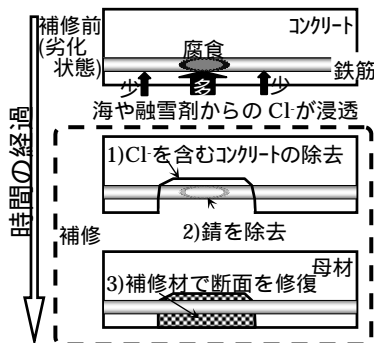 補修前
(劣化
状態)
コンクリート
腐食
鉄筋
少
多
少
海や融雪剤からの Cl-が浸透
時間の経過
1)Cl-を含むコンクリートの除去
補修
2)錆を除去
母材
3)補修材で断面を修復